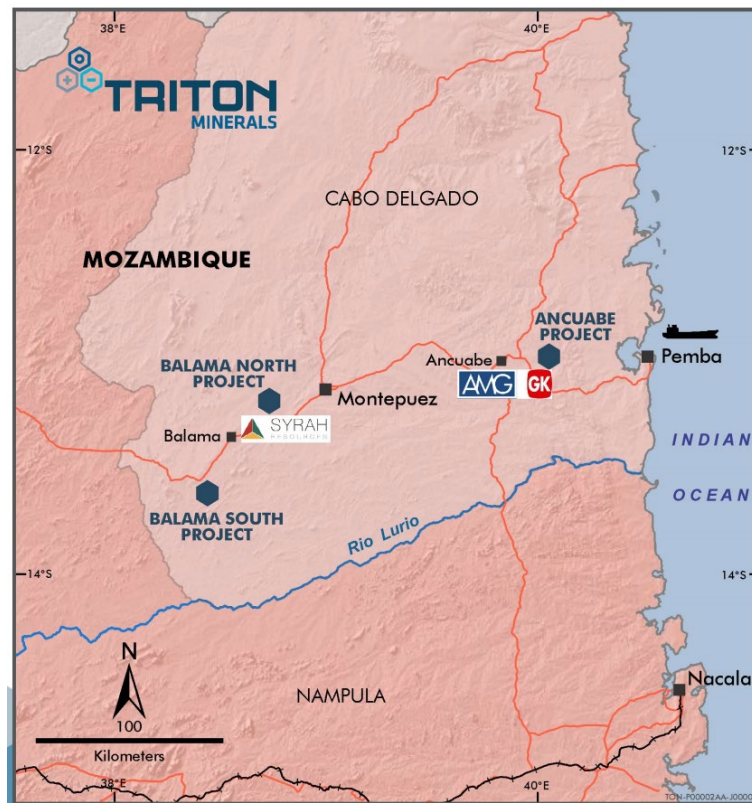 38°E
40°E
TRITON
MINERALS
12°S
12°S
CABO DELGADO
MOZAMBIQUE
ANCUABE
PROJECT
Ancuabe
Pemba
BALAMA NORTH
PROJECT
AMG GK
Montepuez
SYRAH
RESOURCES
Balama
INDIAN
OCEAN
BALAMA SOUTH
PROJECT
Rio Lurio
14°S
14°S
N
NAMPULA
Nacala
100
Kilometers
38°E
40°E